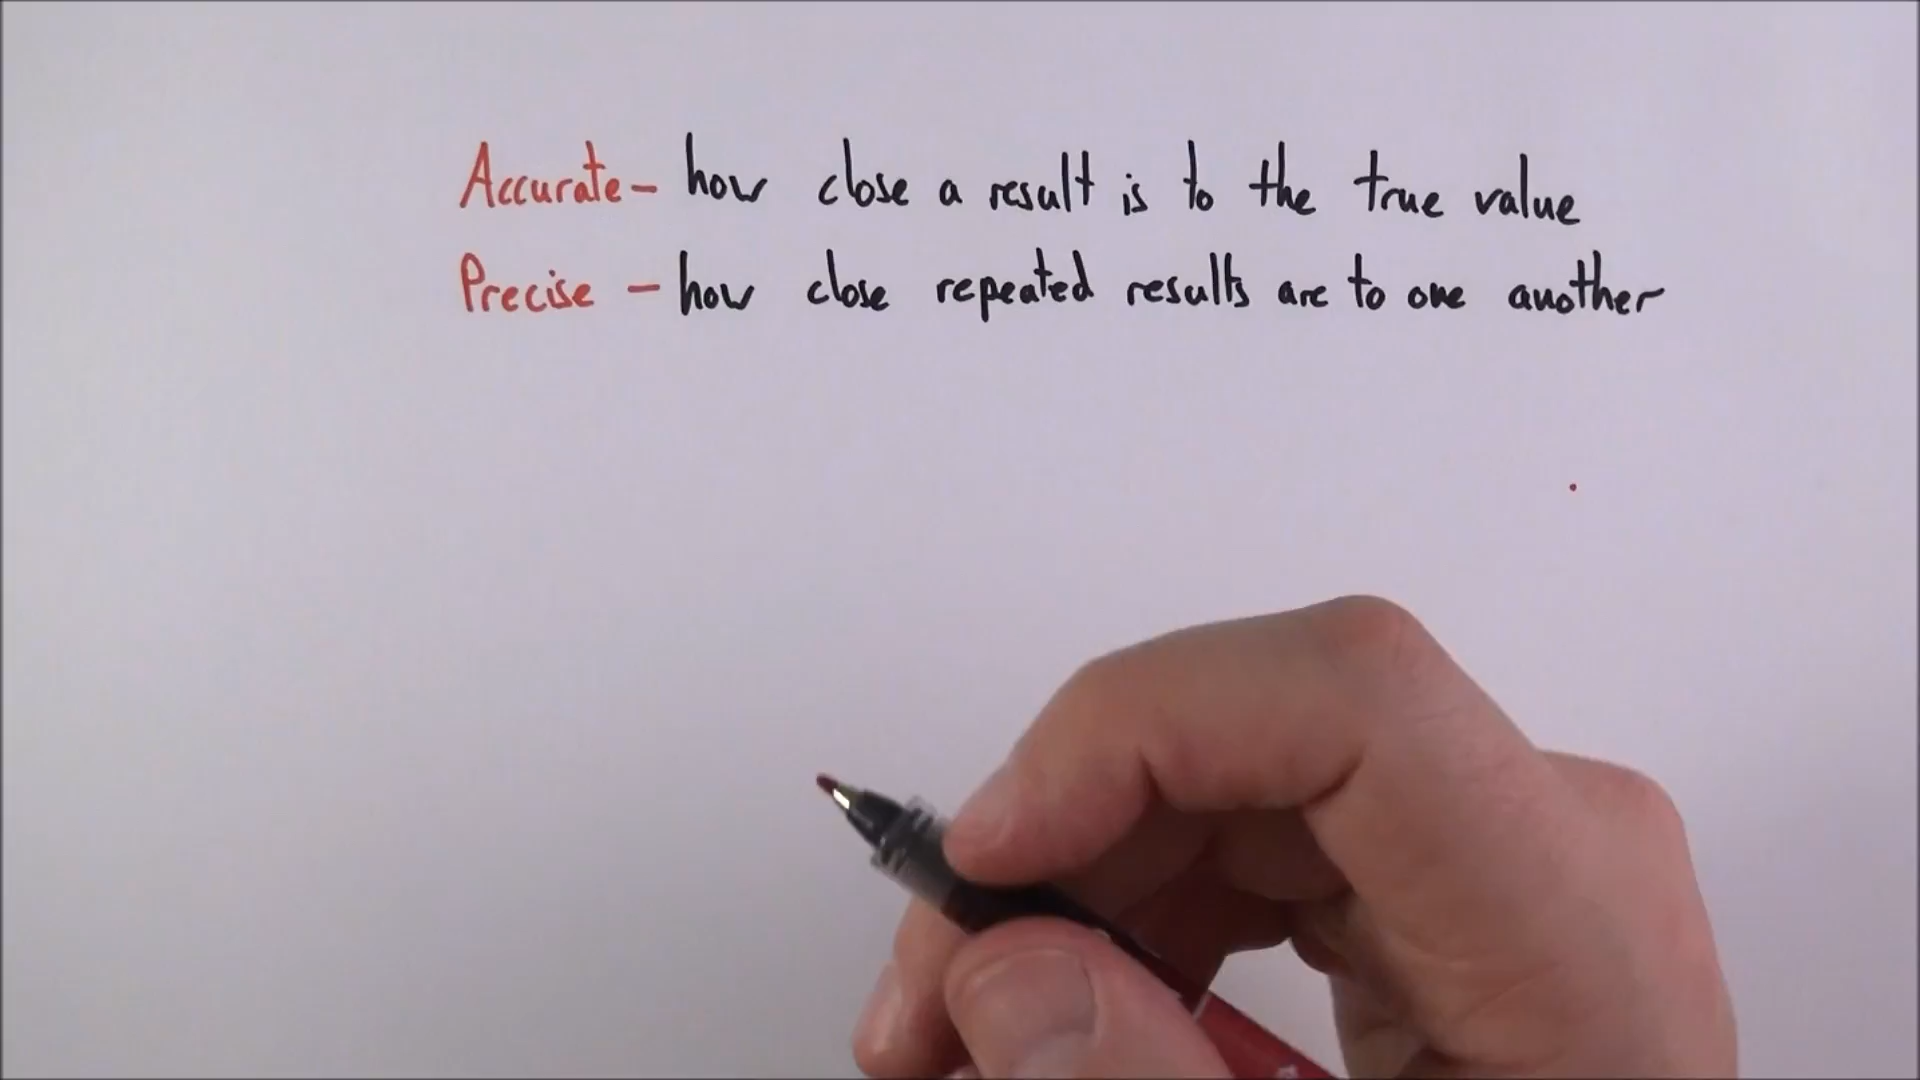 Accurate - how close a result is to the true value
Precise - how close repeated results are to one another